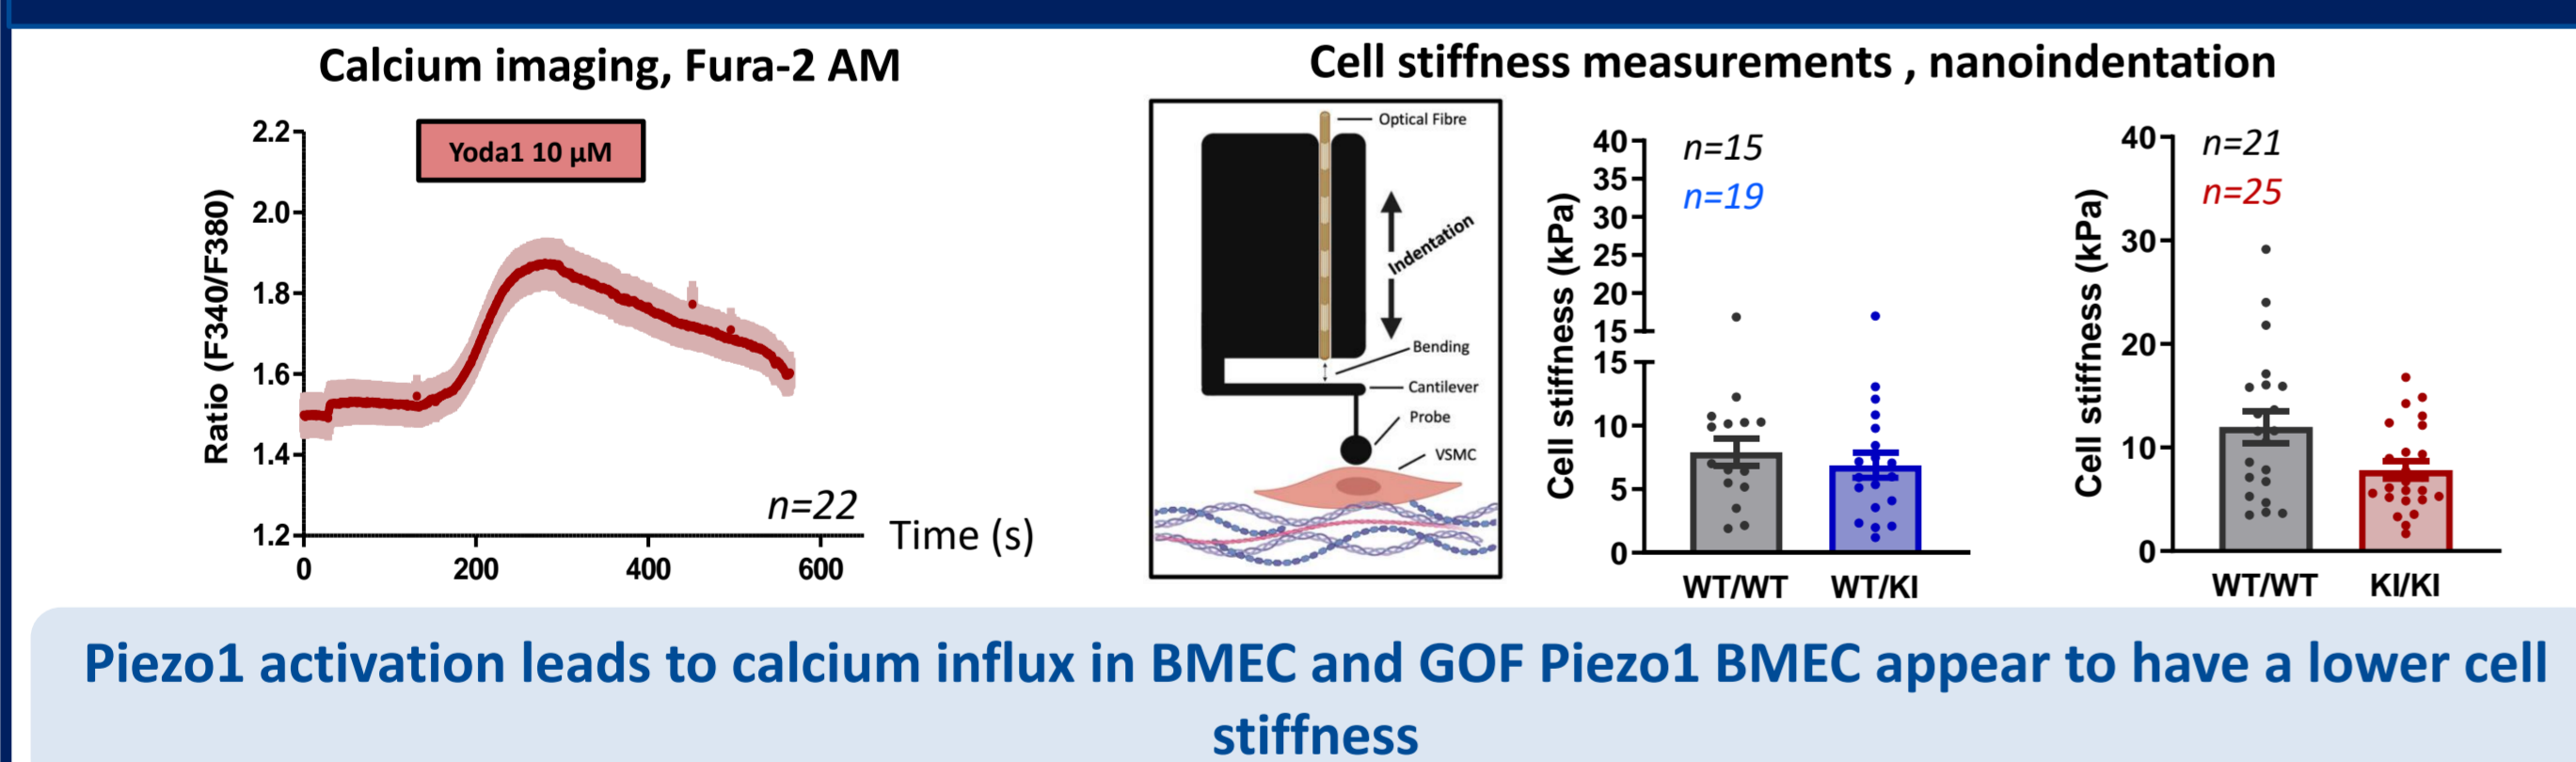 Calcium imaging, Fura-2 AM
Cell stiffness measurements , nanoindentation
Yoda1 10 µM
Ratio (F340/F380)
2.2
2.0
1.8
1.6
1.4
1.2
0
200
400
600
n=22
Time (s)
Optical Fibre
Indentation
Bending
Cantilever
Probe
VSMC
Cell stiffness (kPa)
40
35
30
25
20
15
15
10
5
0
n=15
n=19
WT/WT
WT/KI
Cell stiffness (kPa)
40
30
20
10
0
n=21
n=25
WT/WT
KI/KI
Piezo1 activation leads to calcium influx in BMEC and GOF Piezo1 BMEC appear to have a lower cell
stiffness